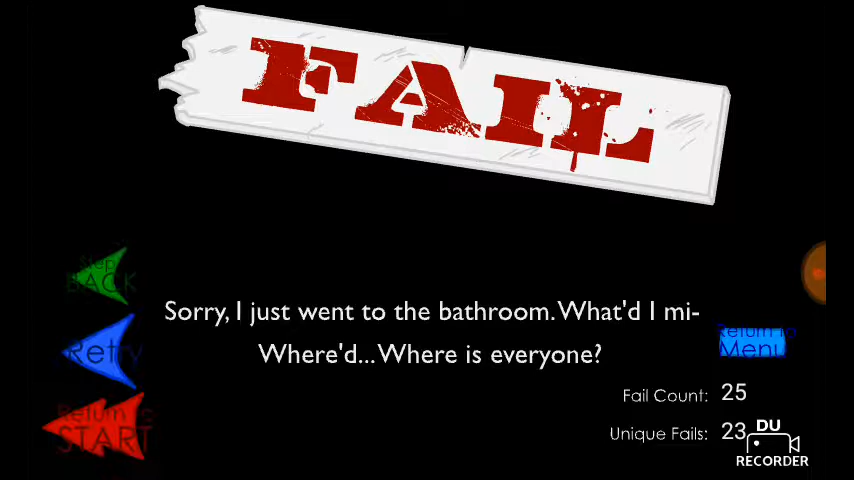 FAIL
Step
BACK
Sorry, I just went to the bathroom. What'd I mi-
Where'd... Where is everyone?
Retry
Return to
Menu
Return to
START
Fail Count: 25
Unique Fails: 23
DU
RECORDER